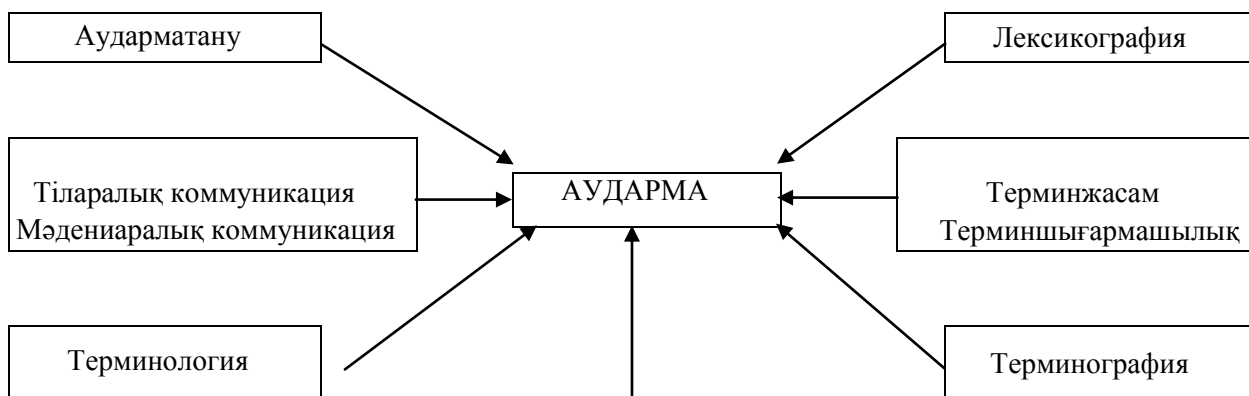 Аударматану
Лексикография
Тіларалық коммуникация
Мәдениаралық коммуникация
АУДАРМА
Терминжасам
Терминшығармашылық
Терминология
Терминография